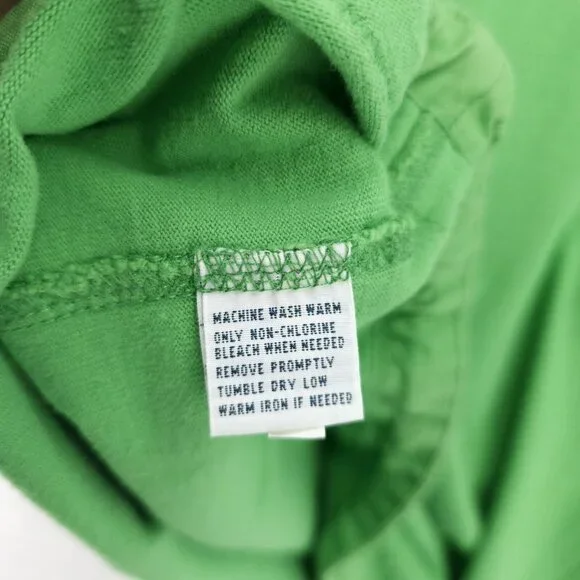 MACHINE WASH WARM
ONLY NON-CHLORINE
BLEACH WHEN NEEDED
REMOVE PROMPTLY
TUMBLE DRY LOW
WARM IRON IF NEEDED